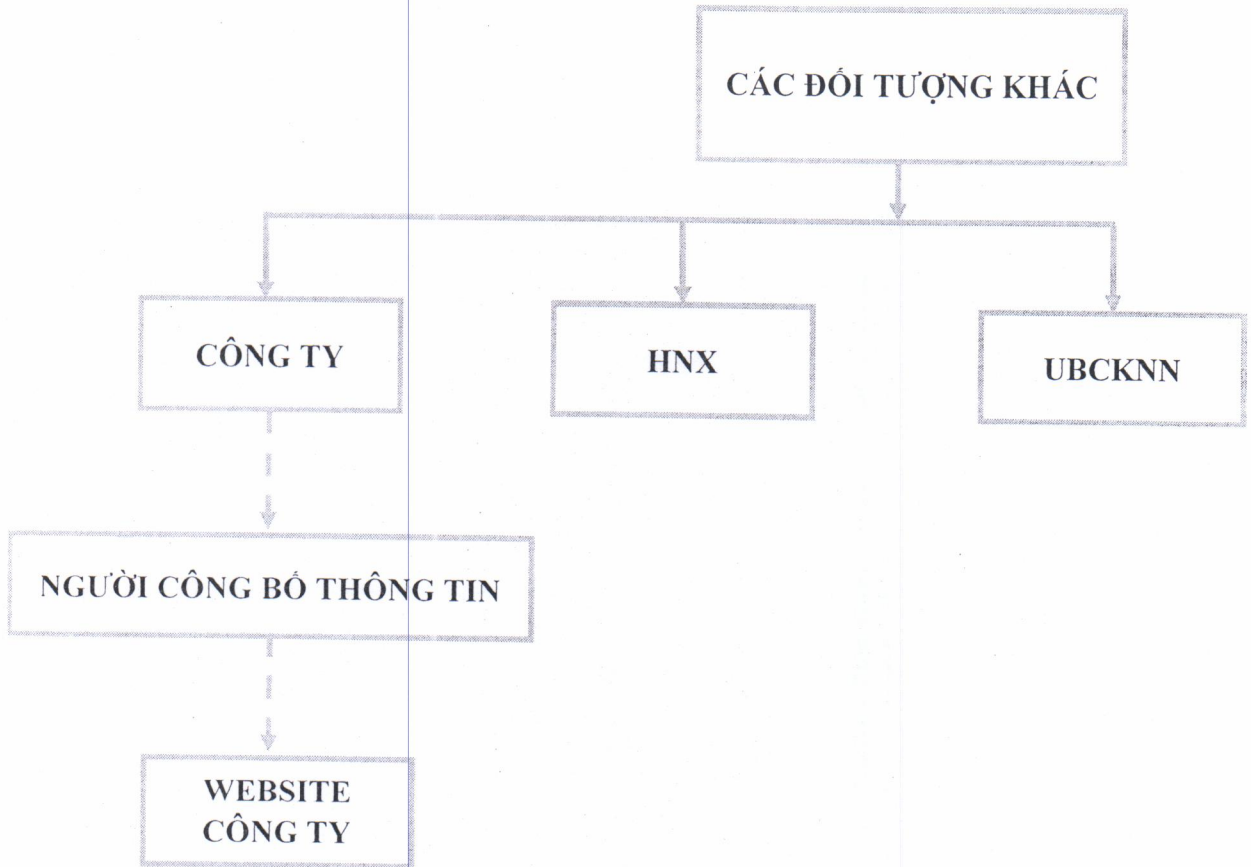 CÁC ĐỐI TƯỢNG KHÁC
CÔNG TY
HNX
UBCKNN
NGƯỜI CÔNG BỐ THÔNG TIN
WEBSITE
CÔNG TY